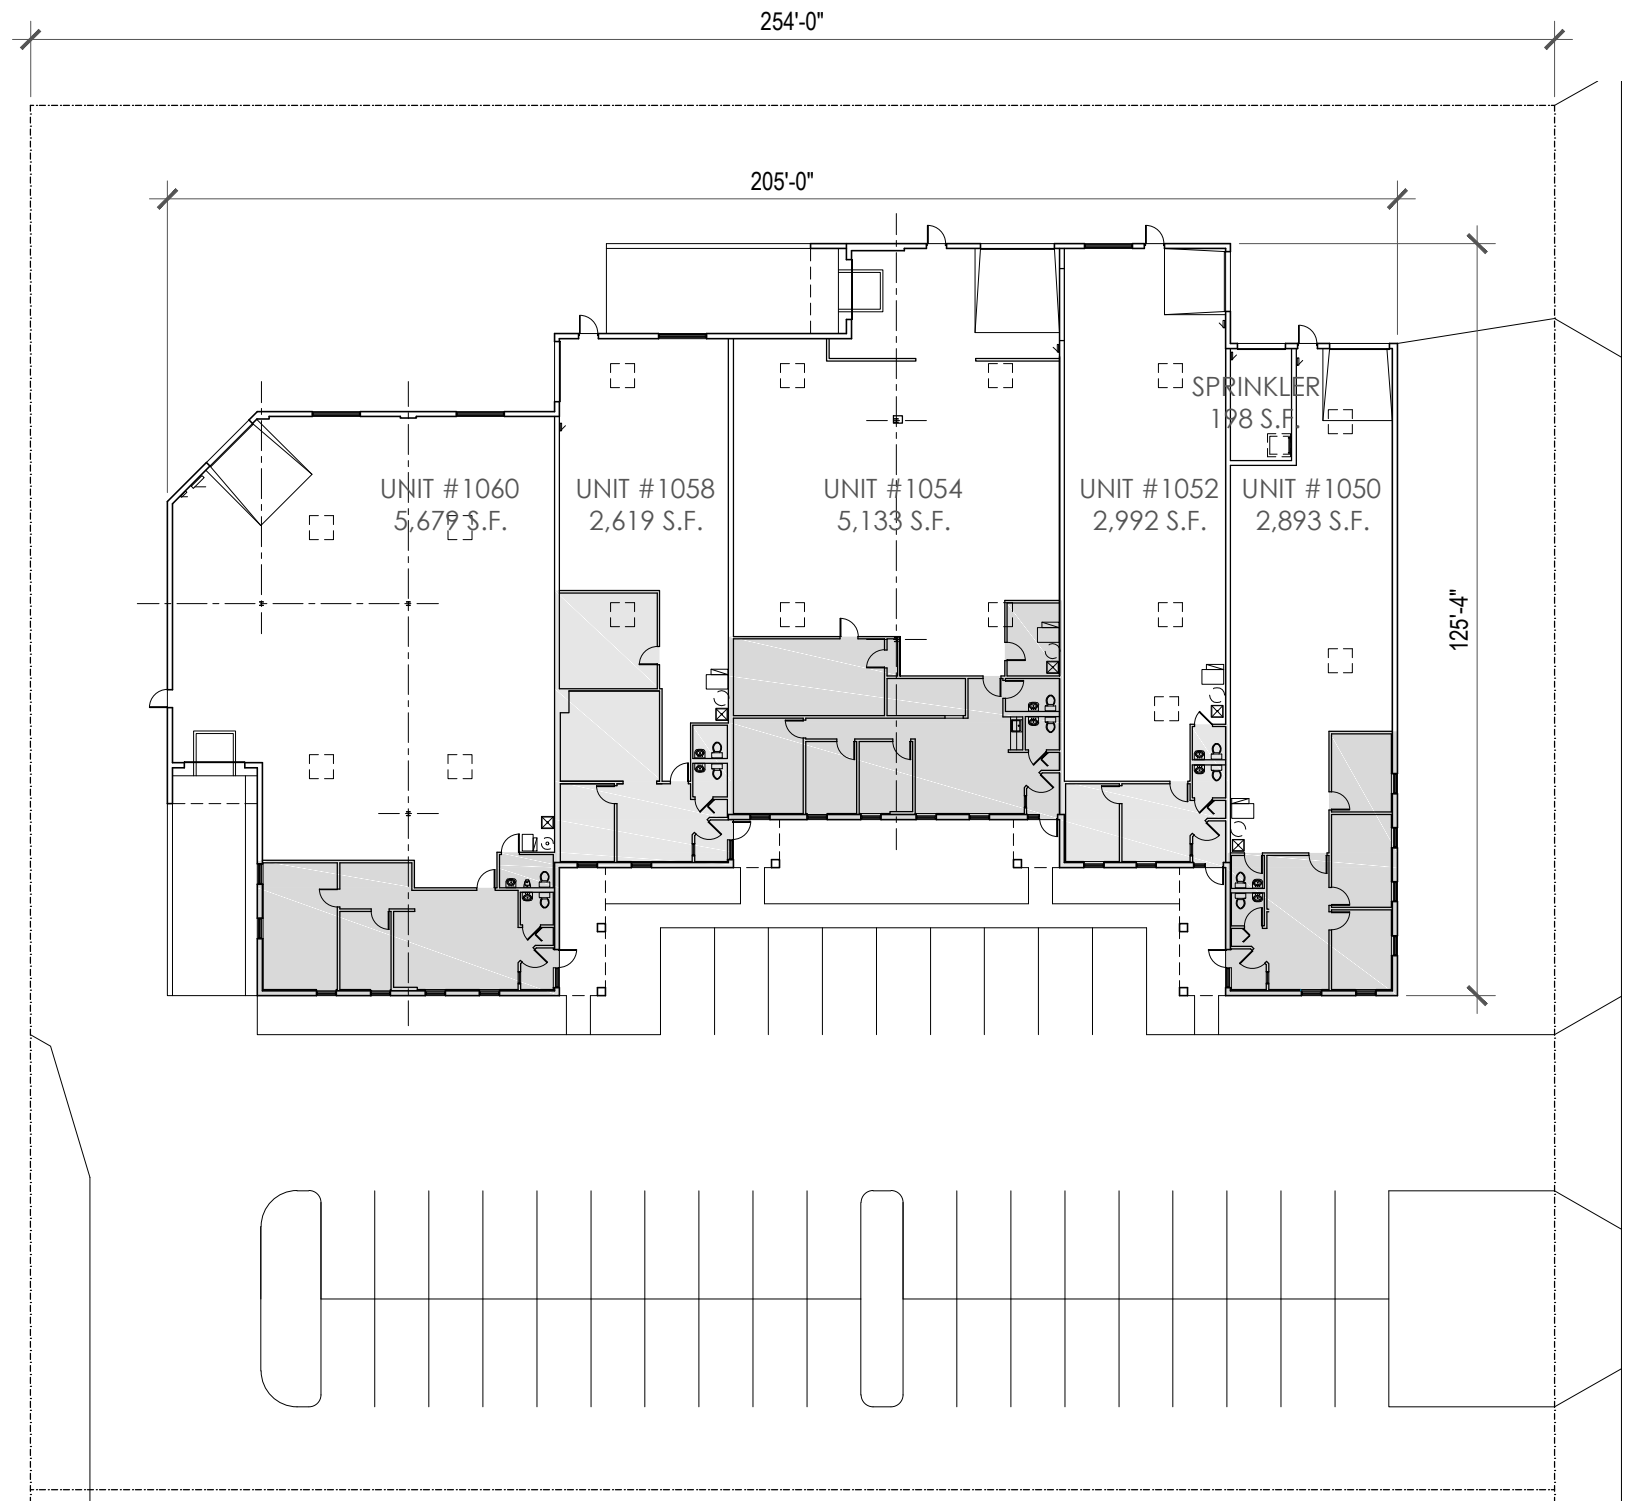 254'-0"
205'-0"
SPRINKLER
198 S.F.
UNIT #1060
5,679 S.F.
UNIT #1058
2,619 S.F.
UNIT #1054
5,133 S.F.
UNIT #1052
2,992 S.F.
UNIT #1050
2,893 S.F.
125'-4"